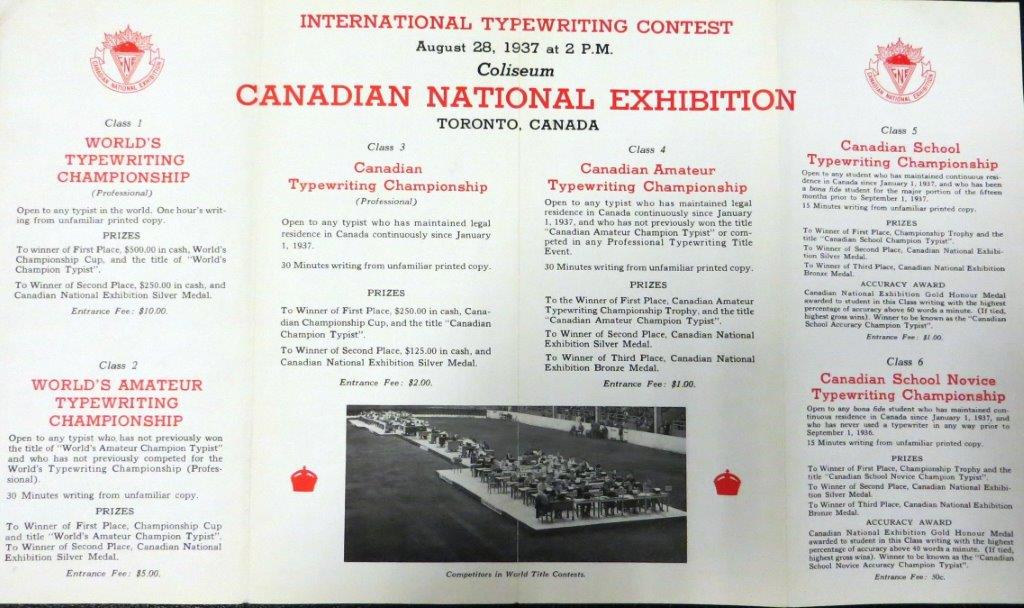 INTERNATIONAL TYPEWRITING CONTEST
August 28, 1937 at 2 P.M.
Coliseum
CANADIAN NATIONAL EXHIBITION
TORONTO, CANADA
CNE
CANADIAN NATIONAL EXHIBITION
Class 1
WORLD'S
TYPEWRITING
CHAMPIONSHIP
(Professional)
Open to any typist in the world. One hour's writ-
ing from unfamiliar printed copy.
PRIZES
To winner of First Place, $500.00 in cash, World's
Championship Cup, and the title of "World's
Champion Typist".
To Winner of Second Place, $250.00 in cash, and
Canadian National Exhibition Silver Medal.
Entrance Fee: $10.00.
Class 2
WORLD'S AMATEUR
TYPEWRITING
CHAMPIONSHIP
Open to any typist who has not previously won
the title of "World's Amateur Champion Typist"
and who has not previously competed for the
World's Typewriting Championship (Profes-
sional).
30 Minutes writing from unfamiliar copy.
PRIZES
To Winner of First Place, Championship Cup
and title "World's Amateur Champion Typist".
To Winner of Second Place, Canadian National
Exhibition Silver Medal.
Entrance Fee: $5.00.
Class 3
Canadian
Typewriting Championship
(Professional)
Open to any typist who has maintained legal
residence in Canada continuously since January
1, 1937.
30 Minutes writing from unfamiliar printed copy.
PRIZES
To Winner of First Place, $250.00 in cash, Cana-
dian Championship Cup, and the title "Canadian
Champion Typist".
To Winner of Second Place, $125.00 in cash, and
Canadian National Exhibition Silver Medal.
Entrance Fee: $2.00.
Class 4
Canadian Amateur
Typewriting Championship
Open to any typist who has maintained legal
residence in Canada continuously since January
1, 1937, and who has not previously won the title
"Canadian Amateur Champion Typist" or com-
peted in any Professional Typewriting Title
Event.
30 Minutes writing from unfamiliar printed copy.
PRIZES
To the Winner of First Place, Canadian Amateur
Typewriting Championship Trophy, and the title
"Canadian Amateur Champion Typist".
To Winner of Second Place, Canadian National
Exhibition Silver Medal.
To Winner of Third Place, Canadian National
Exhibition Bronze Medal.
Entrance Fee: $1.00.
Competitors in World Title Contests.
CNE
CANADIAN NATIONAL EXHIBITION
Class 5
Canadian School
Typewriting Championship
Open to any student who has maintained continuous resi-
dence in Canada since January 1, 1937, and who has been
a bona fide student for the major portion of the fifteen
months prior to September 1, 1937.
15 Minutes writing from unfamiliar printed copy.
PRIZES
To Winner of First Place, Championship Trophy and the
title "Canadian School Champion Typist".
To Winner of Second Place, Canadian National Exhibi-
tion Silver Medal.
To Winner of Third Place, Canadian National Exhibition
Bronze Medal.
ACCURACY AWARD
Canadian National Exhibition Gold Honour Medal
awarded to student in this Class writing with the highest
percentage of accuracy above 60 words a minute. (If tied,
highest gross wins). Winner to be known as the "Canadian
School Accuracy Champion Typist".
Entrance Fee: $1.00.
Class 6
Canadian School Novice
Typewriting Championship
Open to any bona fide student who has maintained con-
tinuous residence in Canada since January 1, 1937, and
who has never used a typewriter in any way prior to
September 1, 1936.
15 Minutes writing from unfamiliar printed copy.
PRIZES
To Winner of First Place, Championship Trophy and the
title "Canadian School Novice Champion Typist".
To Winner of Second Place, Canadian National Exhibi-
tion Silver Medal.
To Winner of Third Place, Canadian National Exhibition
Bronze Medal.
ACCURACY AWARD
Canadian National Exhibition Gold Honour Medal
awarded to student in this Class writing with the highest
percentage of accuracy above 40 words a minute. (If tied,
highest gross wins). Winner to be known as the "Canadian
School Novice Accuracy Champion Typist".
Entrance Fee: 50c.